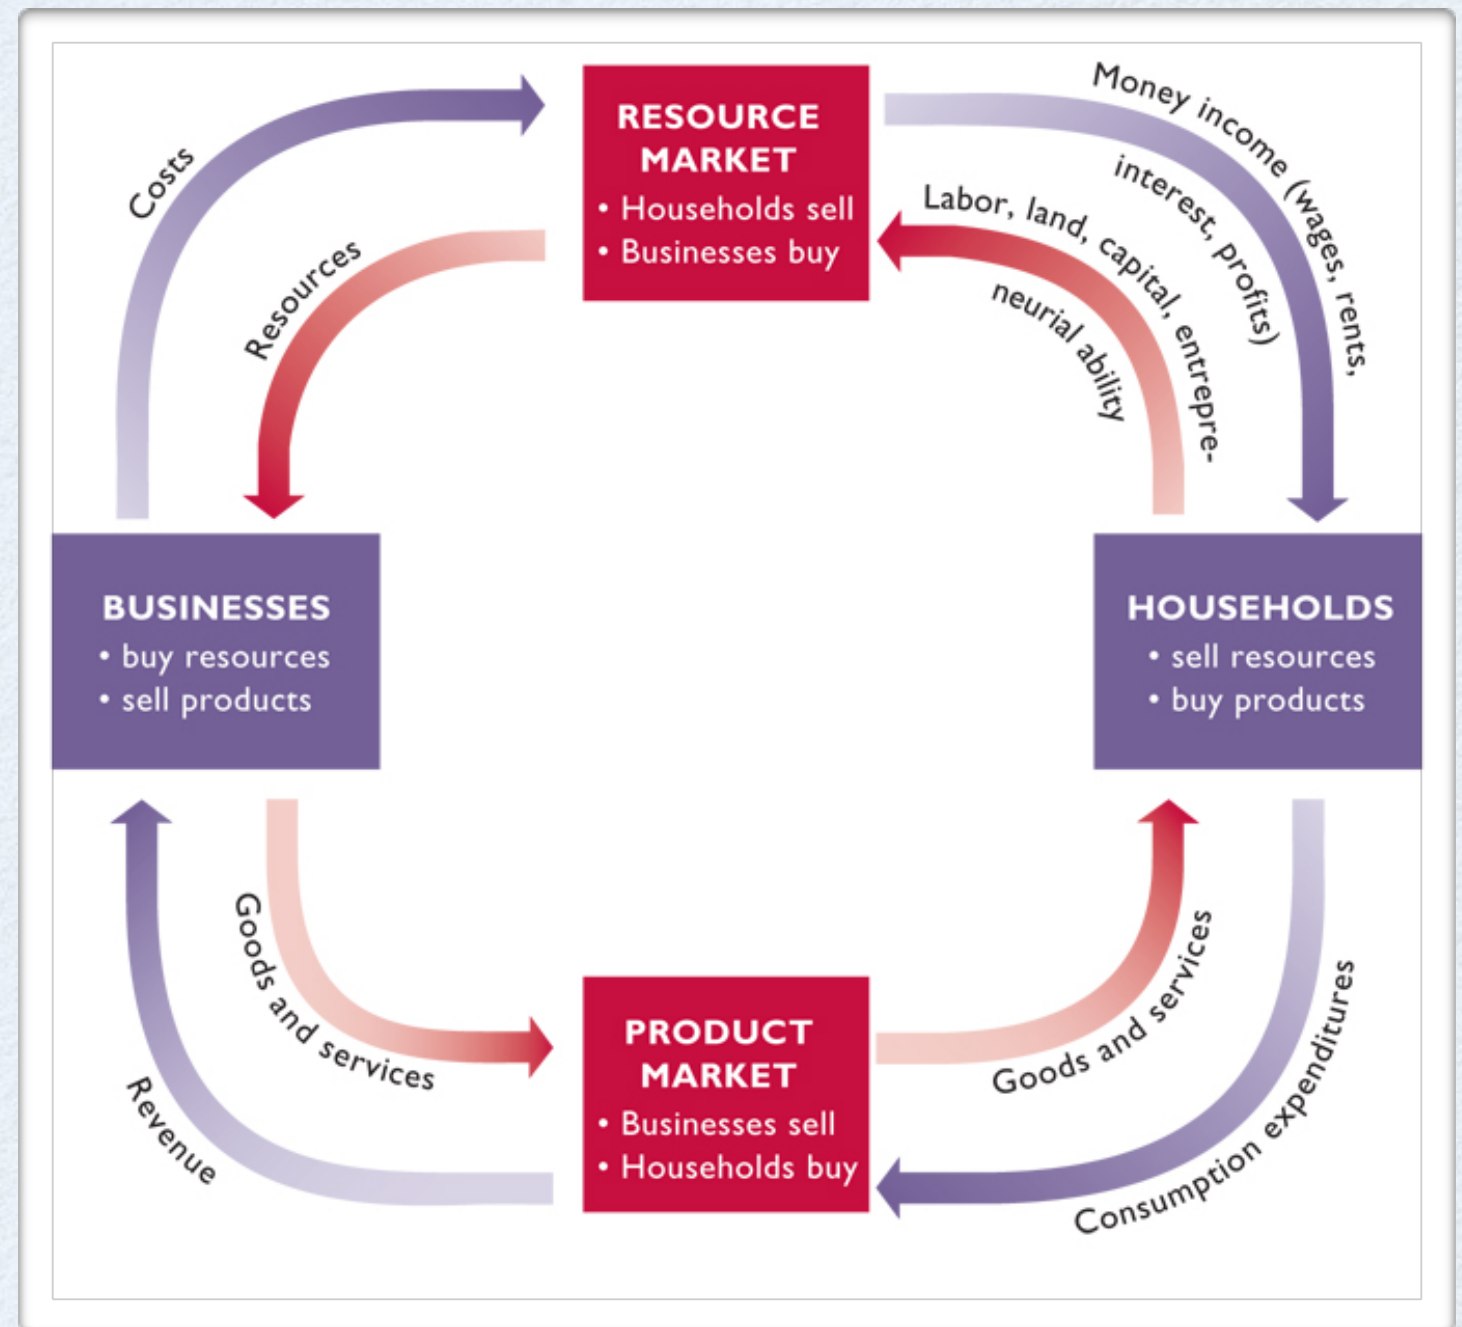 RESOURCE
MARKET
• Households sell
• Businesses buy
Costs
Resources
Money income (wages, rents,
interest, profits)
Labor, land, capital, entrepre-
neurial ability
BUSINESSES
• buy resources
• sell products
HOUSEHOLDS
• sell resources
• buy products
Goods and services
Revenue
PRODUCT
MARKET
• Businesses sell
• Households buy
Goods and services
Consumption expenditures